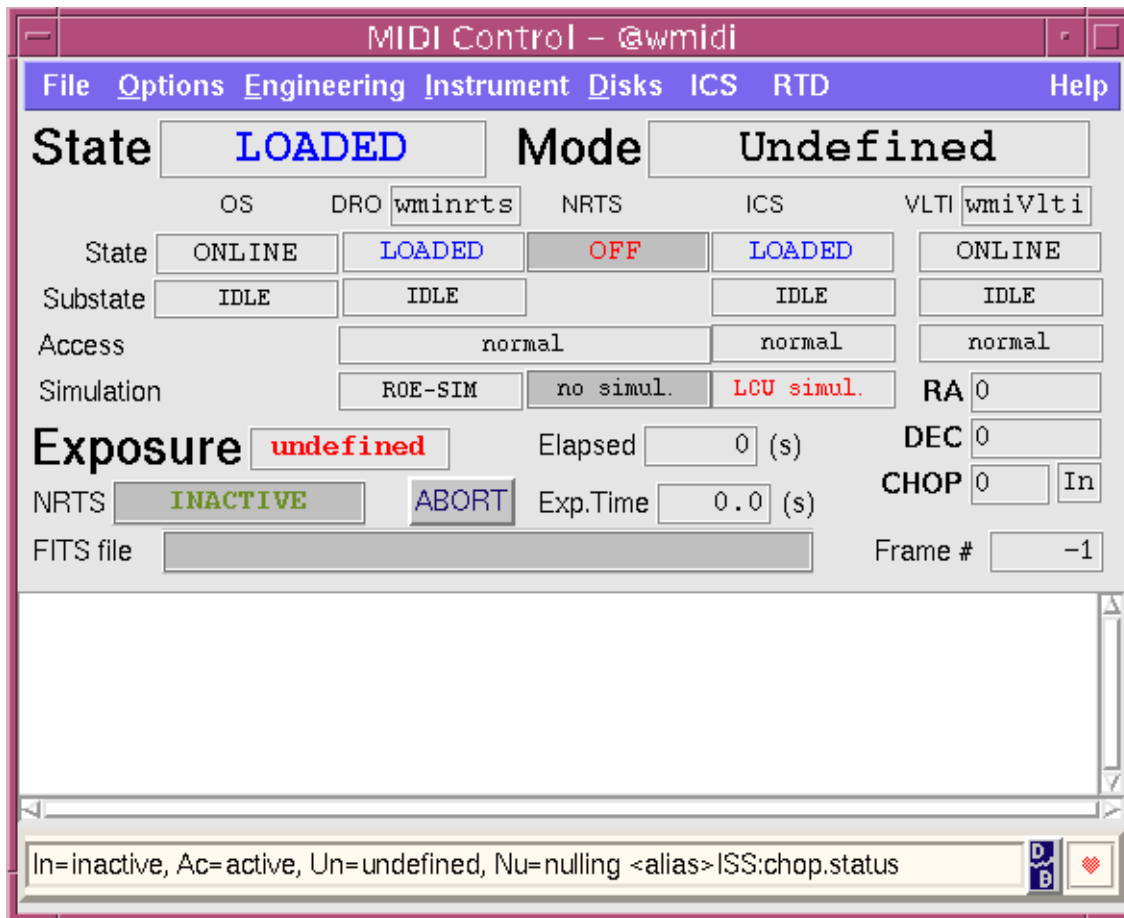 MIDI Control - @wmidi
File Options Engineering Instrument Disks ICS RTD Help
State LOADED Mode Undefined
OS DRO wminrts NRTS ICS VLTI wmiVlti
State ONLINE LOADED OFF LOADED ONLINE
Substate IDLE IDLE IDLE IDLE
Access normal normal normal
Simulation ROE-SIM no simul. LCU simul. RA 0
Exposure undefined Elapsed 0 (s) DEC 0
NRTS INACTIVE ABORT Exp.Time 0.0 (s) CHOP 0 In
FITS file Frame # -1
In=inactive, Ac=active, Un=undefined, Nu=nulling <alias>ISS:chop.status
D
B